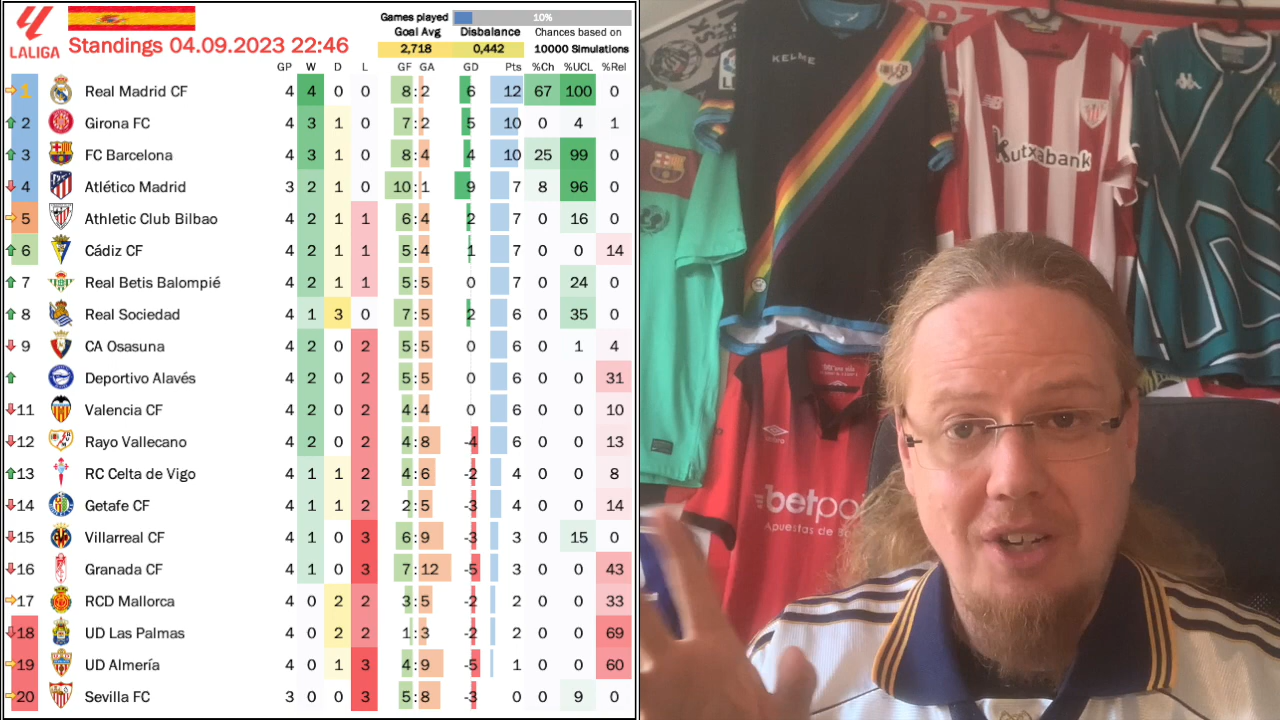 LALIGA
Standings 04.09.2023 22:46
Games played 10%
Goal Avg Disbalance Chances based on
2,718 0,442 10000 Simulations
GP W D L GF GA GD Pts %Ch %UCL %Rel
1 Real Madrid CF 4 4 0 0 8:2 6 12 67 100 0
2 Girona FC 4 3 1 0 7:2 5 10 0 4 1
3 FC Barcelona 4 3 1 0 8:4 4 10 25 99 0
4 Atlético Madrid 3 2 1 0 10:1 9 7 8 96 0
5 Athletic Club Bilbao 4 2 1 1 6:4 2 7 0 16 0
6 Cádiz CF 4 2 1 1 5:4 1 7 0 0 14
7 Real Betis Balompié 4 2 1 1 5:5 0 7 0 24 0
8 Real Sociedad 4 1 3 0 7:5 2 6 0 35 0
9 CA Osasuna 4 2 0 2 5:5 0 6 0 1 4
Deportivo Alavés 4 2 0 2 5:5 0 6 0 0 31
11 Valencia CF 4 2 0 2 4:4 0 6 0 0 10
12 Rayo Vallecano 4 2 0 2 4:8 -4 6 0 0 13
13 RC Celta de Vigo 4 1 1 2 4:6 -2 4 0 0 8
14 Getafe CF 4 1 1 2 2:5 -3 4 0 0 14
15 Villarreal CF 4 1 0 3 6:9 -3 3 0 15 0
16 Granada CF 4 1 0 3 7:12 -5 3 0 0 43
17 RCD Mallorca 4 0 2 2 3:5 -2 2 0 0 33
18 UD Las Palmas 4 0 2 2 1:3 -2 2 0 0 69
19 UD Almería 4 0 1 3 4:9 -5 1 0 0 60
20 Sevilla FC 3 0 0 3 5:8 -3 0 0 9 0
KELME
kutxabank
betpoi
Apuestas de